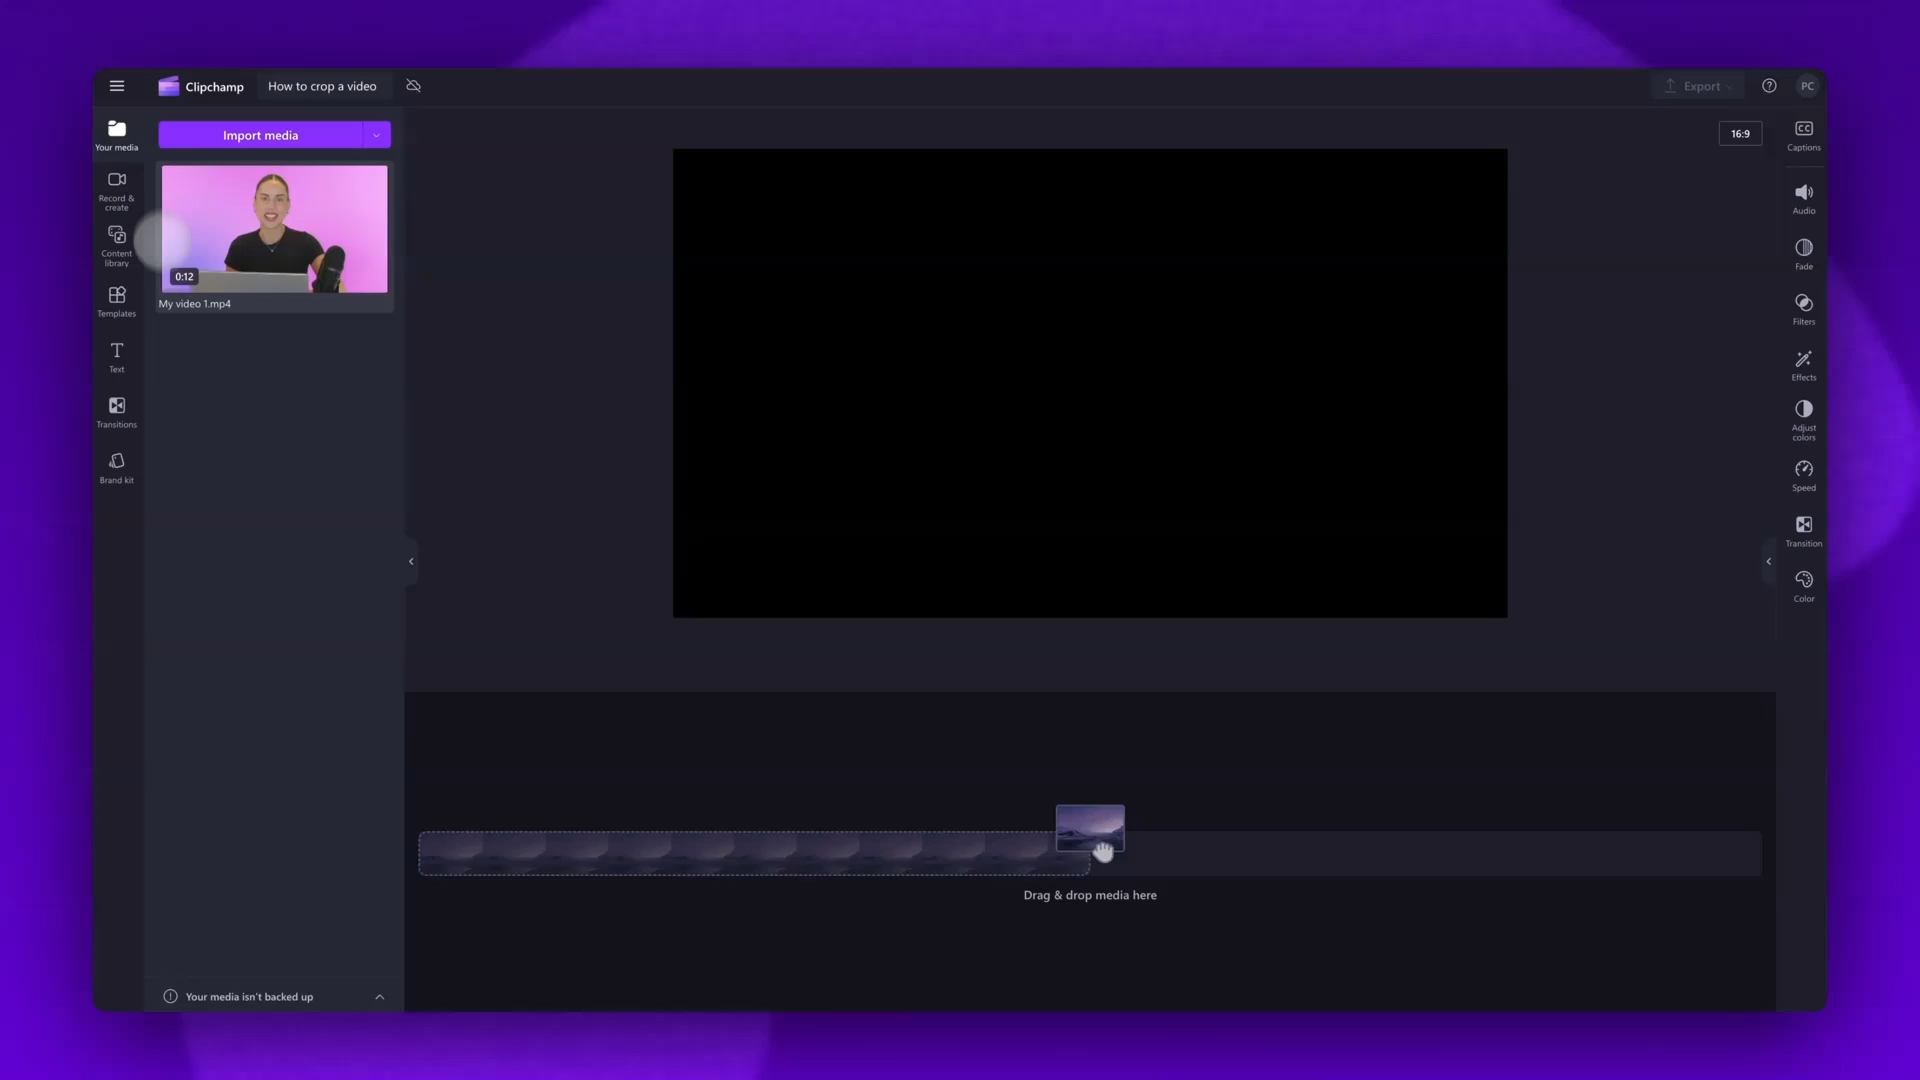 Clipchamp
How to crop a video
Export
PC
Your media
Import media
16:9
CC
Captions
Record &
create
Audio
Content
library
Fade
0:12
My video 1.mp4
Templates
Filters
T
Text
Effects
Transitions
Adjust
colors
Brand kit
Speed
Transition
Color
Drag & drop media here
Your media isn't backed up